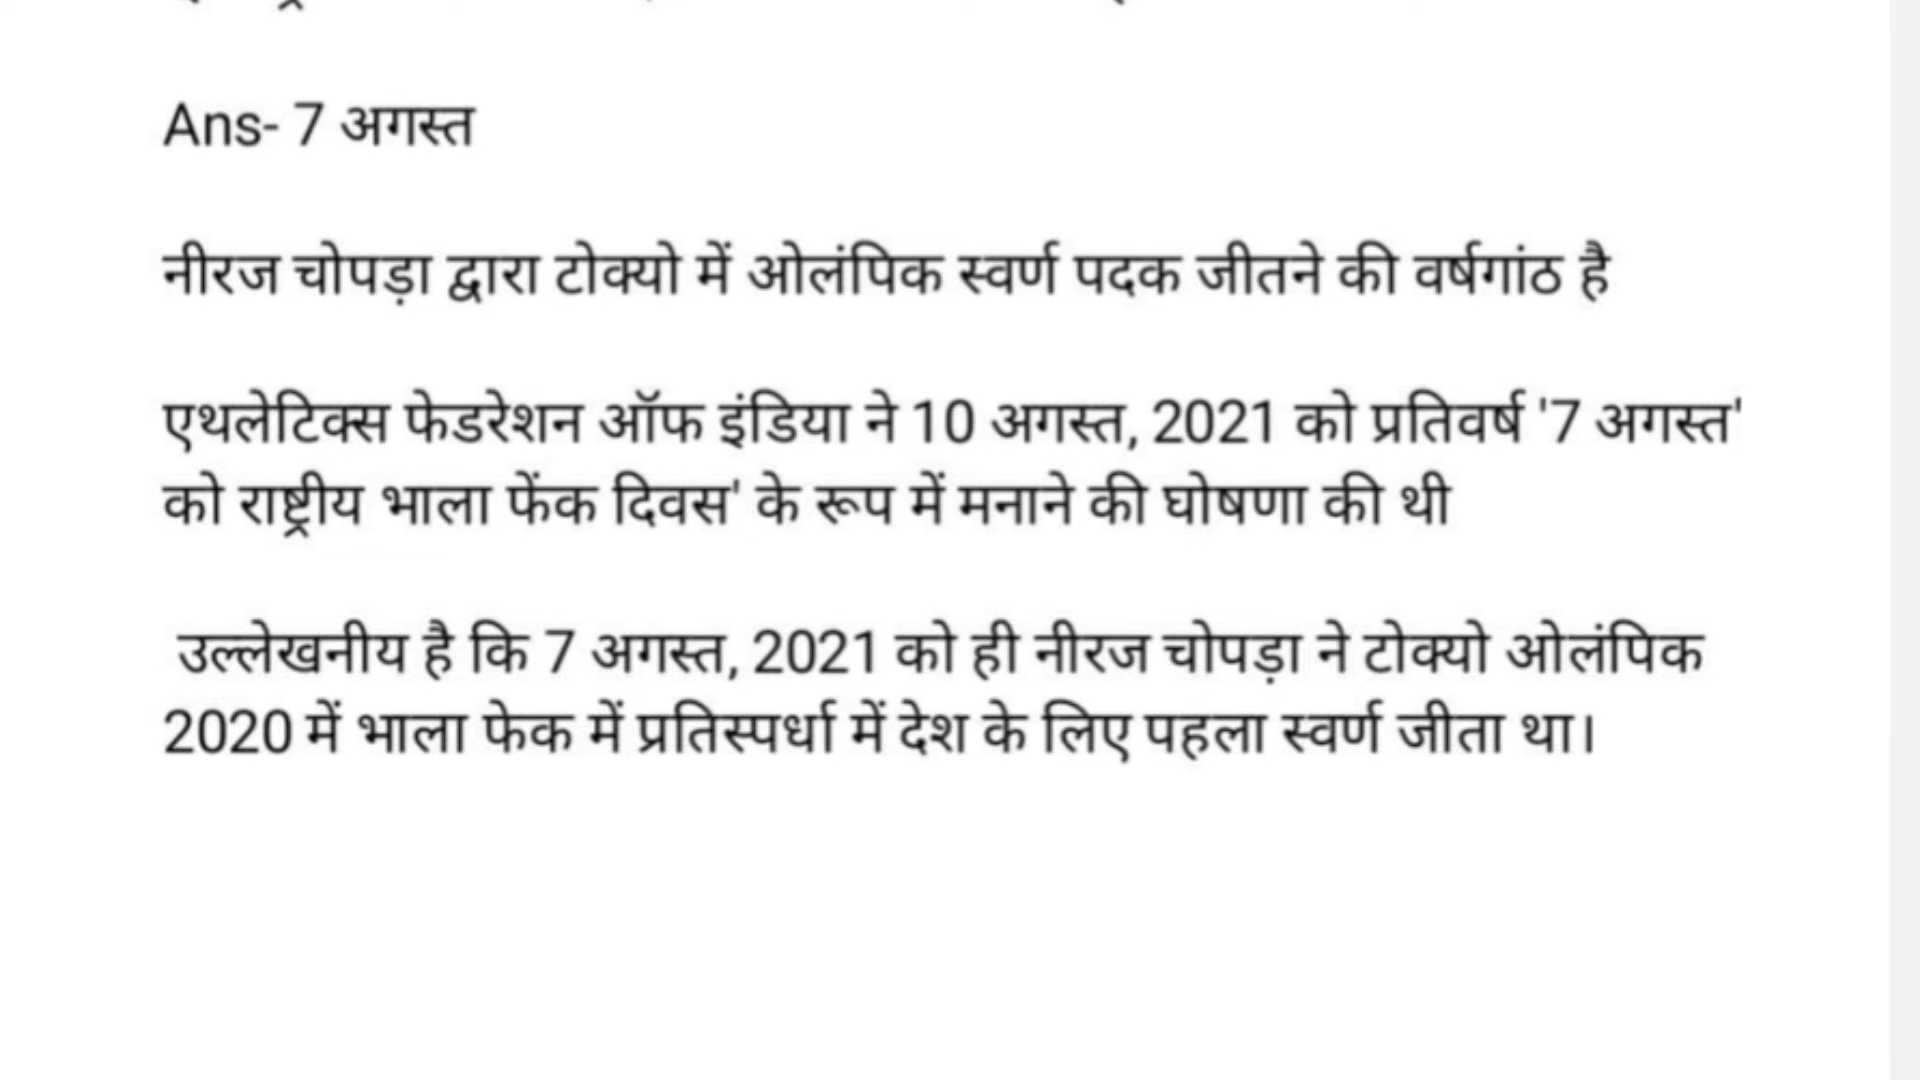 Ans- 7 अगस्त
नीरज चोपड़ा द्वारा टोक्यो में ओलंपिक स्वर्ण पदक जीतने की वर्षगांठ है
एथलेटिक्स फेडरेशन ऑफ इंडिया ने 10 अगस्त, 2021 को प्रतिवर्ष '7 अगस्त'
को राष्ट्रीय भाला फेंक दिवस' के रूप में मनाने की घोषणा की थी
उल्लेखनीय है कि 7 अगस्त, 2021 को ही नीरज चोपड़ा ने टोक्यो ओलंपिक
2020 में भाला फेक में प्रतिस्पर्धा में देश के लिए पहला स्वर्ण जीता था।